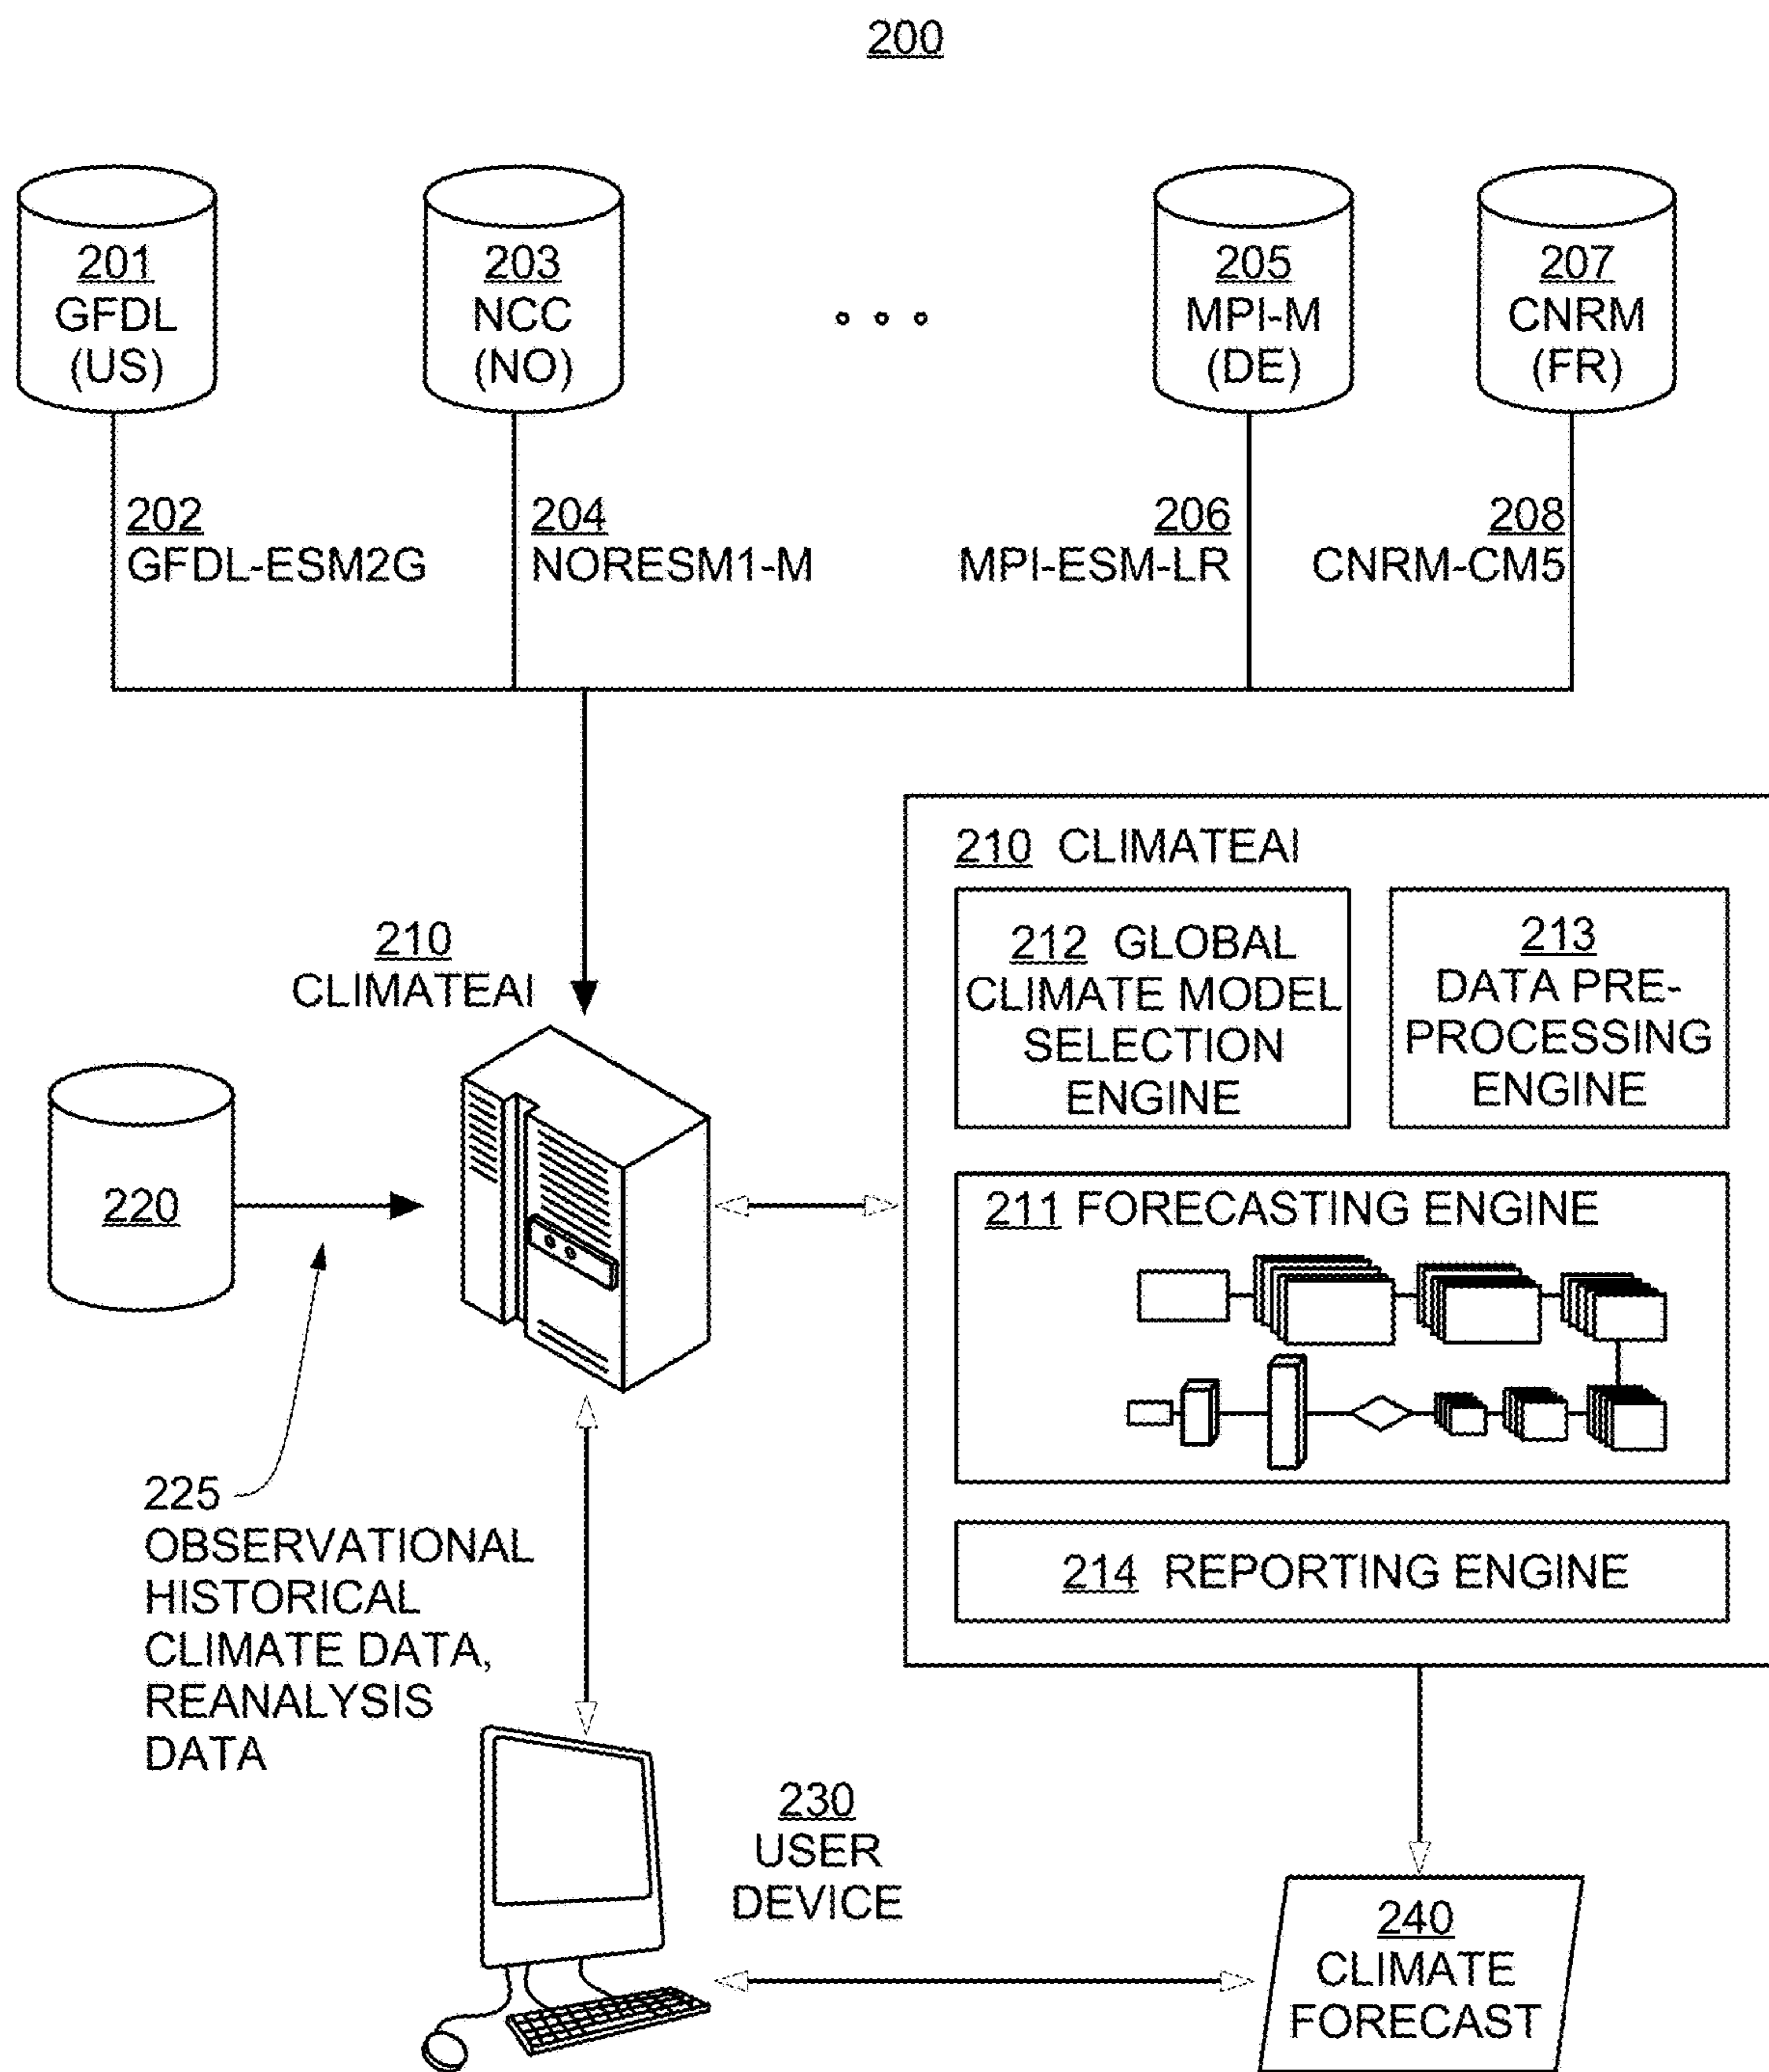 200
201
GFDL
(US)
203
NCC
(NO)
205
MPI-M
(DE)
207
CNRM
(FR)
202
GFDL-ESM2G
204
NORESM1-M
206
MPI-ESM-LR
208
CNRM-CM5
210
CLIMATEAI
210 CLIMATEAI
212 GLOBAL
CLIMATE MODEL
SELECTION
ENGINE
213
DATA PRE-
PROCESSING
ENGINE
220
211 FORECASTING ENGINE
225
OBSERVATIONAL
HISTORICAL
CLIMATE DATA,
REANALYSIS
DATA
214 REPORTING ENGINE
230
USER
DEVICE
240
CLIMATE
FORECAST